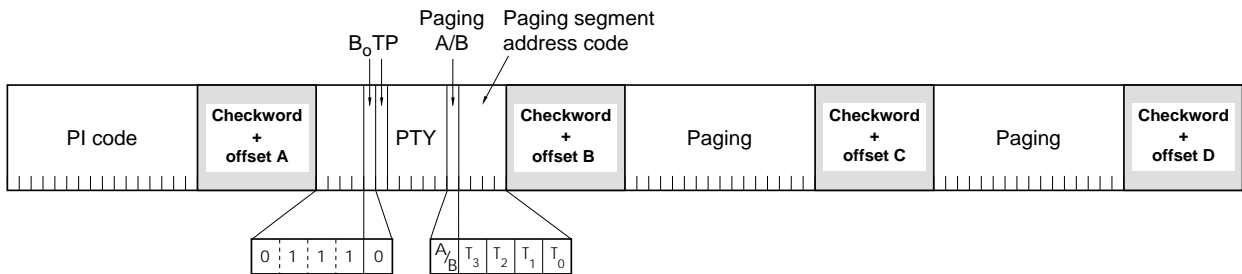 Paging Paging segment
BₒTP A/B address code
PI code
Checkword
+
offset A
PTY
Checkword
+
offset B
Paging
Checkword
+
offset C
Paging
Checkword
+
offset D
0 1 1 1 0
A/B T₃ T₂ T₁ T₀